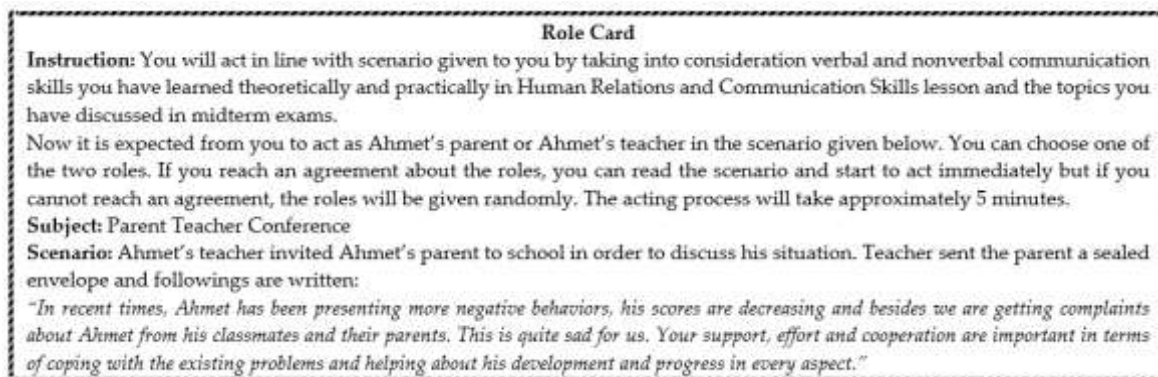 Role Card
Instruction: You will act in line with scenario given to you by taking into consideration verbal and nonverbal communication
skills you have learned theoretically and practically in Human Relations and Communication Skills lesson and the topics you
have discussed in midterm exams.
Now it is expected from you to act as Ahmet's parent or Ahmet's teacher in the scenario given below. You can choose one of
the two roles. If you reach an agreement about the roles, you can read the scenario and start to act immediately but if you
cannot reach an agreement, the roles will be given randomly. The acting process will take approximately 5 minutes.
Subject: Parent Teacher Conference
Scenario: Ahmet's teacher invited Ahmet's parent to school in order to discuss his situation. Teacher sent the parent a sealed
envelope and followings are written:
"In recent times, Ahmet has been presenting more negative behaviors, his scores are decreasing and besides we are getting complaints
about Ahmet from his classmates and their parents. This is quite sad for us. Your support, effort and cooperation are important in terms
of coping with the existing problems and helping about his development and progress in every aspect."